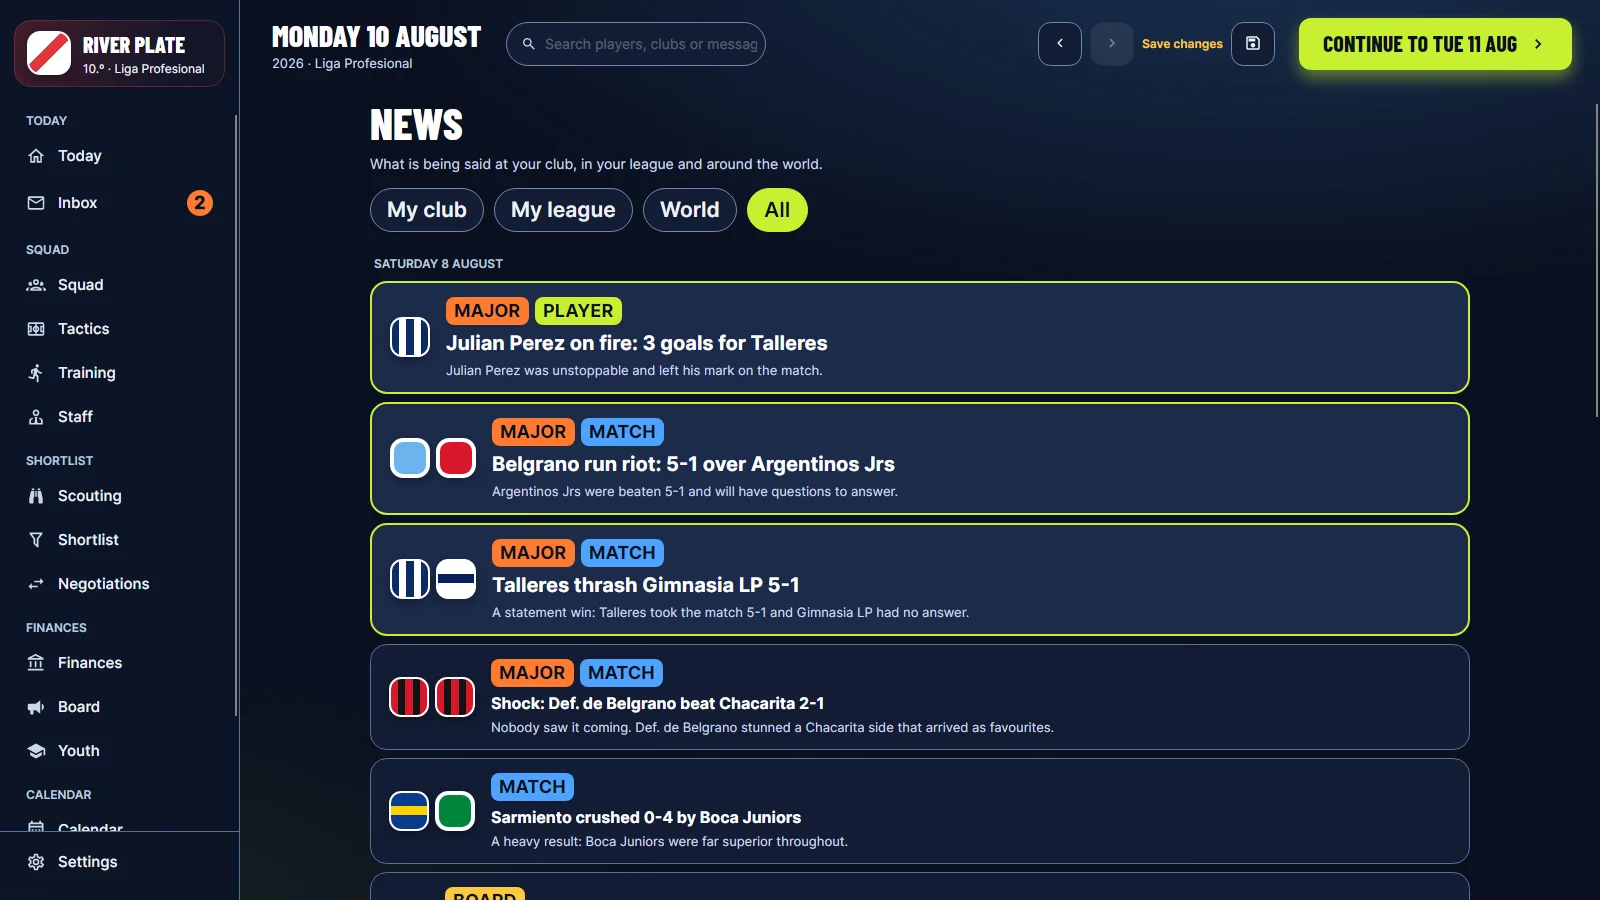 RIVER PLATE
10.º · Liga Profesional
TODAY
Today
Inbox
2
SQUAD
Squad
Tactics
Training
Staff
SHORTLIST
Scouting
Shortlist
Negotiations
FINANCES
Finances
Board
Youth
CALENDAR
Calendar
Settings
MONDAY 10 AUGUST
2026 · Liga Profesional
Search players, clubs or messag
Save changes
CONTINUE TO TUE 11 AUG
NEWS
What is being said at your club, in your league and around the world.
My club
My league
World
All
SATURDAY 8 AUGUST
MAJOR PLAYER
Julian Perez on fire: 3 goals for Talleres
Julian Perez was unstoppable and left his mark on the match.
MAJOR MATCH
Belgrano run riot: 5-1 over Argentinos Jrs
Argentinos Jrs were beaten 5-1 and will have questions to answer.
MAJOR MATCH
Talleres thrash Gimnasia LP 5-1
A statement win: Talleres took the match 5-1 and Gimnasia LP had no answer.
MAJOR MATCH
Shock: Def. de Belgrano beat Chacarita 2-1
Nobody saw it coming. Def. de Belgrano stunned a Chacarita side that arrived as favourites.
MATCH
Sarmiento crushed 0-4 by Boca Juniors
A heavy result: Boca Juniors were far superior throughout.
BOARD